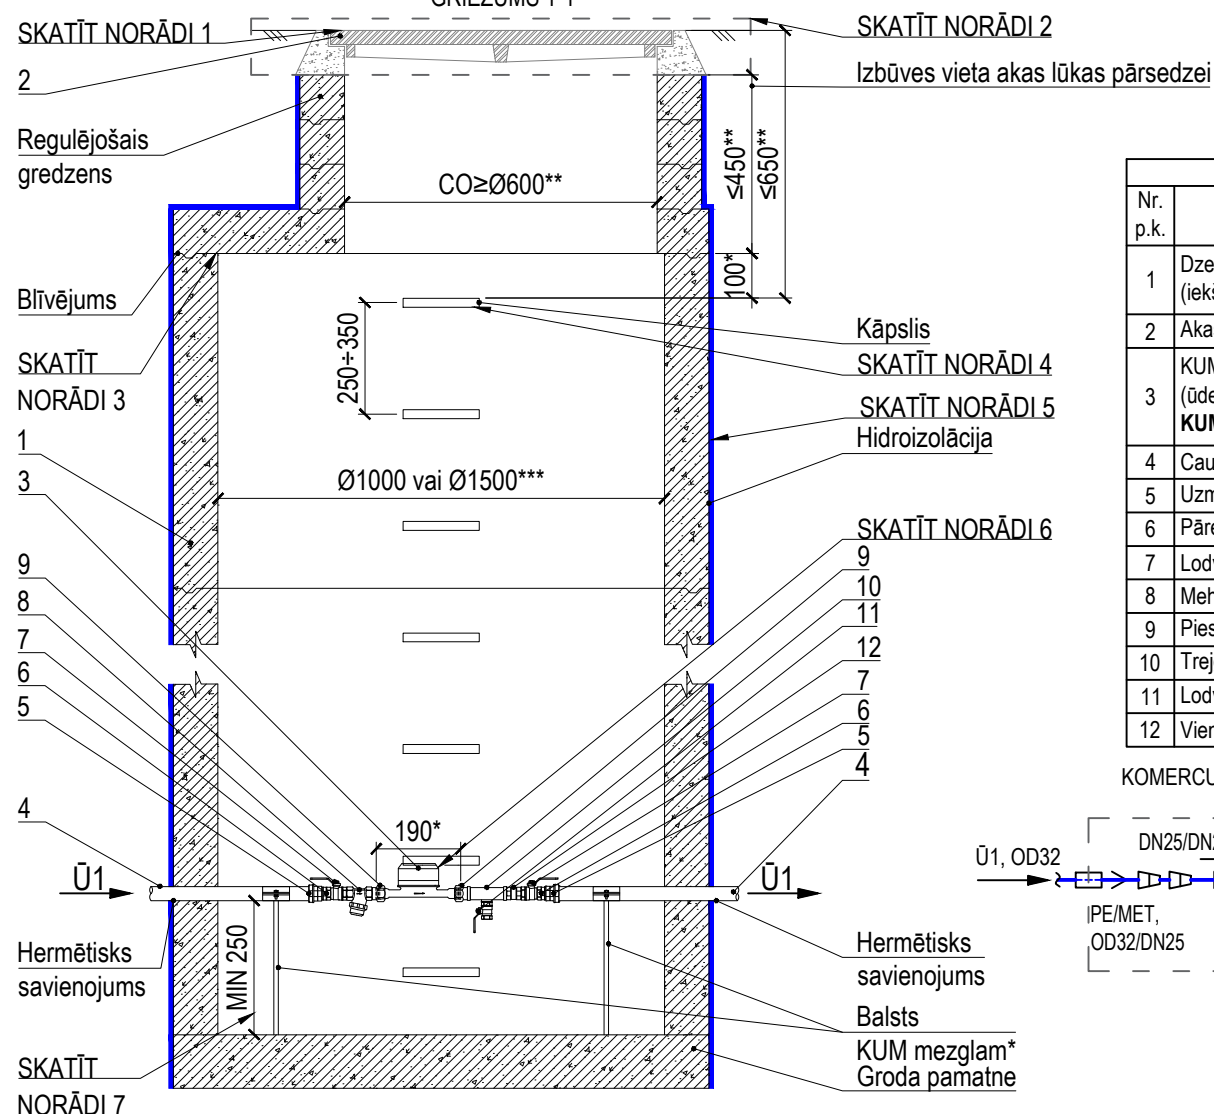 GRIEZUMS 1-1
SKATĪT NORĀDI 1
2
Regulējošais
gredzens
Blīvējums
SKATĪT
NORĀDI 3
1
3
9
8
7
6
5
4
Ū1
Hermētisks
savienojums
SKATĪT
NORĀDI 7
CO≥Ø600**
≤450**
≤650**
100*
250÷350
Ø1000 vai Ø1500***
190*
MIN 250
SKATĪT NORĀDI 2
Izbūves vieta akas lūkas pārsedzei
Kāpslis
SKATĪT NORĀDI 4
SKATĪT NORĀDI 5
Hidroizolācija
SKATĪT NORĀDI 6
9
10
11
12
7
6
5
4
Ū1
Hermētisks
savienojums
Balsts
KUM mezglam*
Groda pamatne
Nr.
p.k.
1
2 Aka
3 KUM
KUM
4
5
6
7
8
9
10
11
12
Ū1, OD32
PE/MET,
OD32/DN25